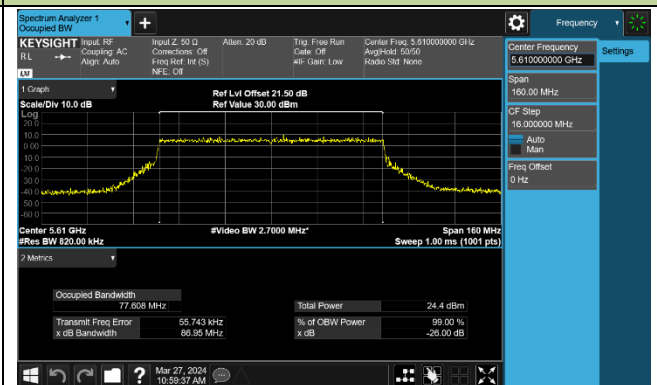 Spectrum Analyzer 1
Occupied BW
+
Frequency
KEYSIGHT
RL
LXI
Input: RF
Coupling: AC
Align: Auto
Input Z: 50 Ω
Corrections: Off
Freq Ref: Int (S)
NFE: Off
Atten: 20 dB
Trig: Free Run
Gate: Off
#IF Gain: Low
Center Freq: 5.610000000 GHz
Avg|Hold: 50/50
Radio Std: None
Center Frequency
5.610000000 GHz
Settings
Span
160.00 MHz
CF Step
16.000000 MHz
Auto
Man
Freq Offset
0 Hz
1 Graph
Scale/Div 10.0 dB
Ref Lvl Offset 21.50 dB
Ref Value 30.00 dBm
Log
20.0
10.0
0.00
-10.0
-20.0
-30.0
-40.0
-50.0
-60.0
Center 5.61 GHz
#Video BW 2.7000 MHz*
Span 160 MHz
#Res BW 820.00 kHz
Sweep 1.00 ms (1001 pts)
2 Metrics
Occupied Bandwidth
77.608 MHz
Total Power
24.4 dBm
Transmit Freq Error
55.743 kHz
% of OBW Power
99.00 %
x dB Bandwidth
86.95 MHz
x dB
-26.00 dB
?
Mar 27, 2024
10:59:37 AM